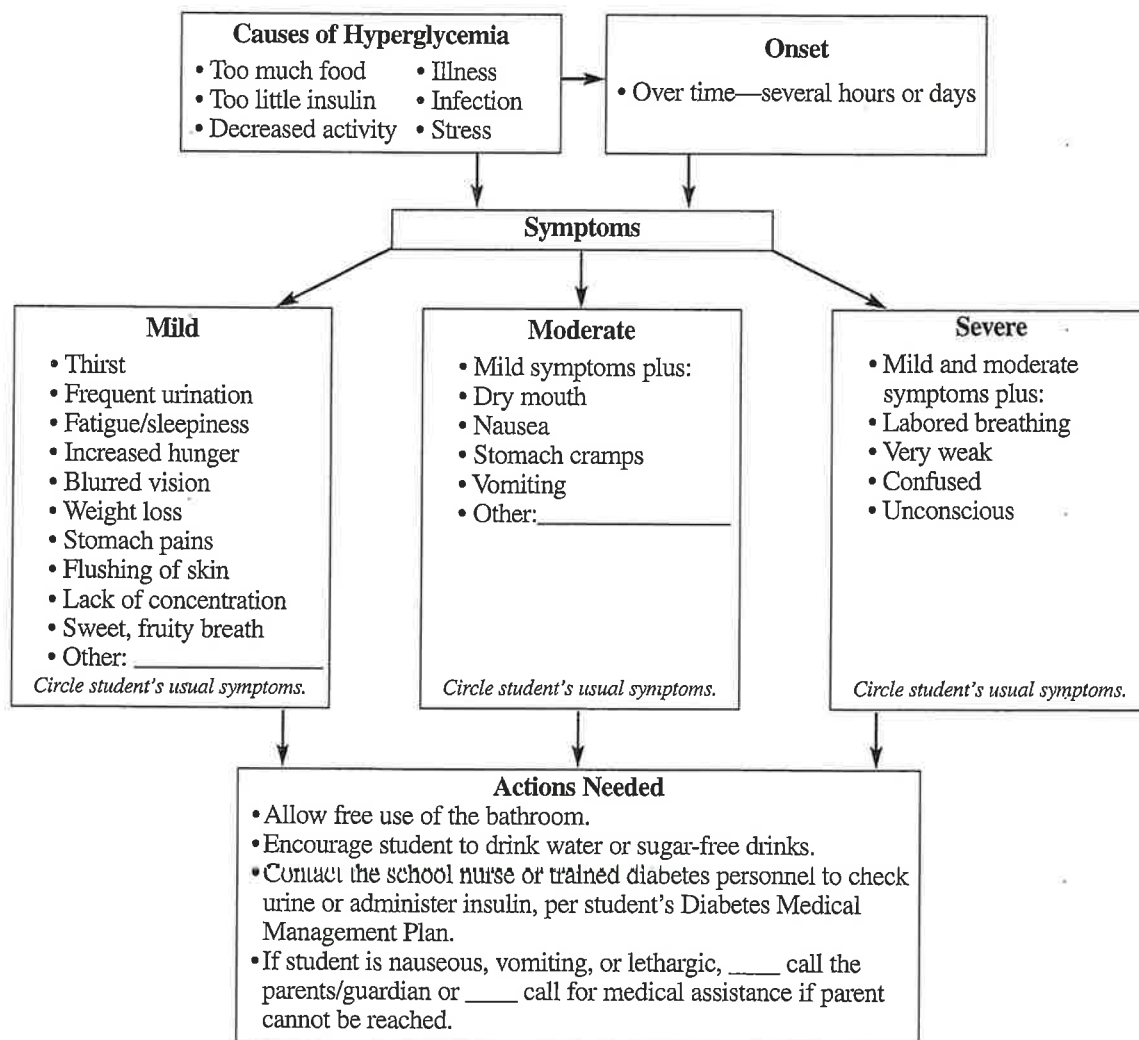 Causes of Hyperglycemia
• Too much food
• Too little insulin
• Decreased activity
• Illness
• Infection
• Stress
Onset
• Over time—several hours or days
Symptoms
Mild
• Thirst
• Frequent urination
• Fatigue/sleepiness
• Increased hunger
• Blurred vision
• Weight loss
• Stomach pains
• Flushing of skin
• Lack of concentration
• Sweet, fruity breath
• Other: ________________
Circle student's usual symptoms.
Moderate
• Mild symptoms plus:
• Dry mouth
• Nausea
• Stomach cramps
• Vomiting
• Other: ________________
Circle student's usual symptoms.
Severe
• Mild and moderate
symptoms plus:
• Labored breathing
• Very weak
• Confused
• Unconscious
Circle student's usual symptoms.
Actions Needed
• Allow free use of the bathroom.
• Encourage student to drink water or sugar-free drinks.
• Contact the school nurse or trained diabetes personnel to check
urine or administer insulin, per student's Diabetes Medical
Management Plan.
• If student is nauseous, vomiting, or lethargic, ____ call the
parents/guardian or ____ call for medical assistance if parent
cannot be reached.